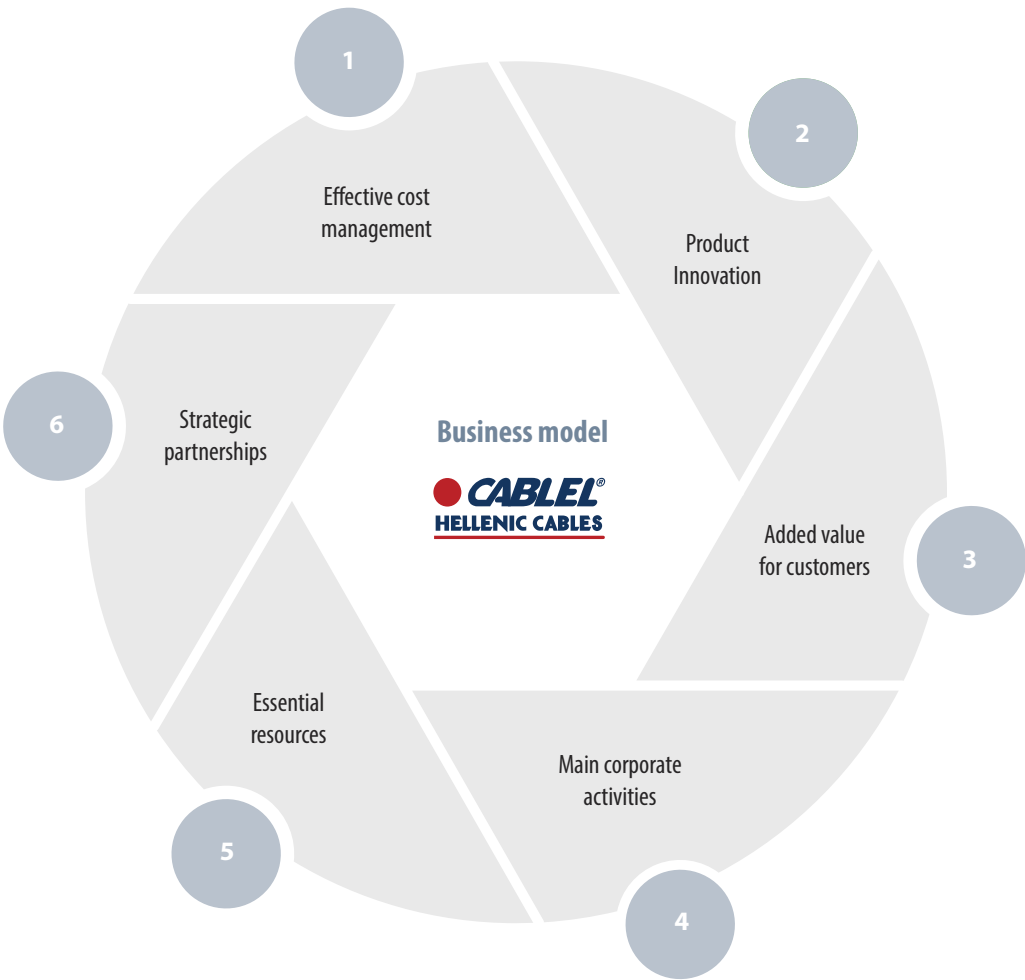 1
Effective cost
management
2
Product
Innovation
3
Added value
for customers
4
Main corporate
activities
5
Essential
resources
6
Strategic
partnerships
Business model
CABLEL®
HELLENIC CABLES